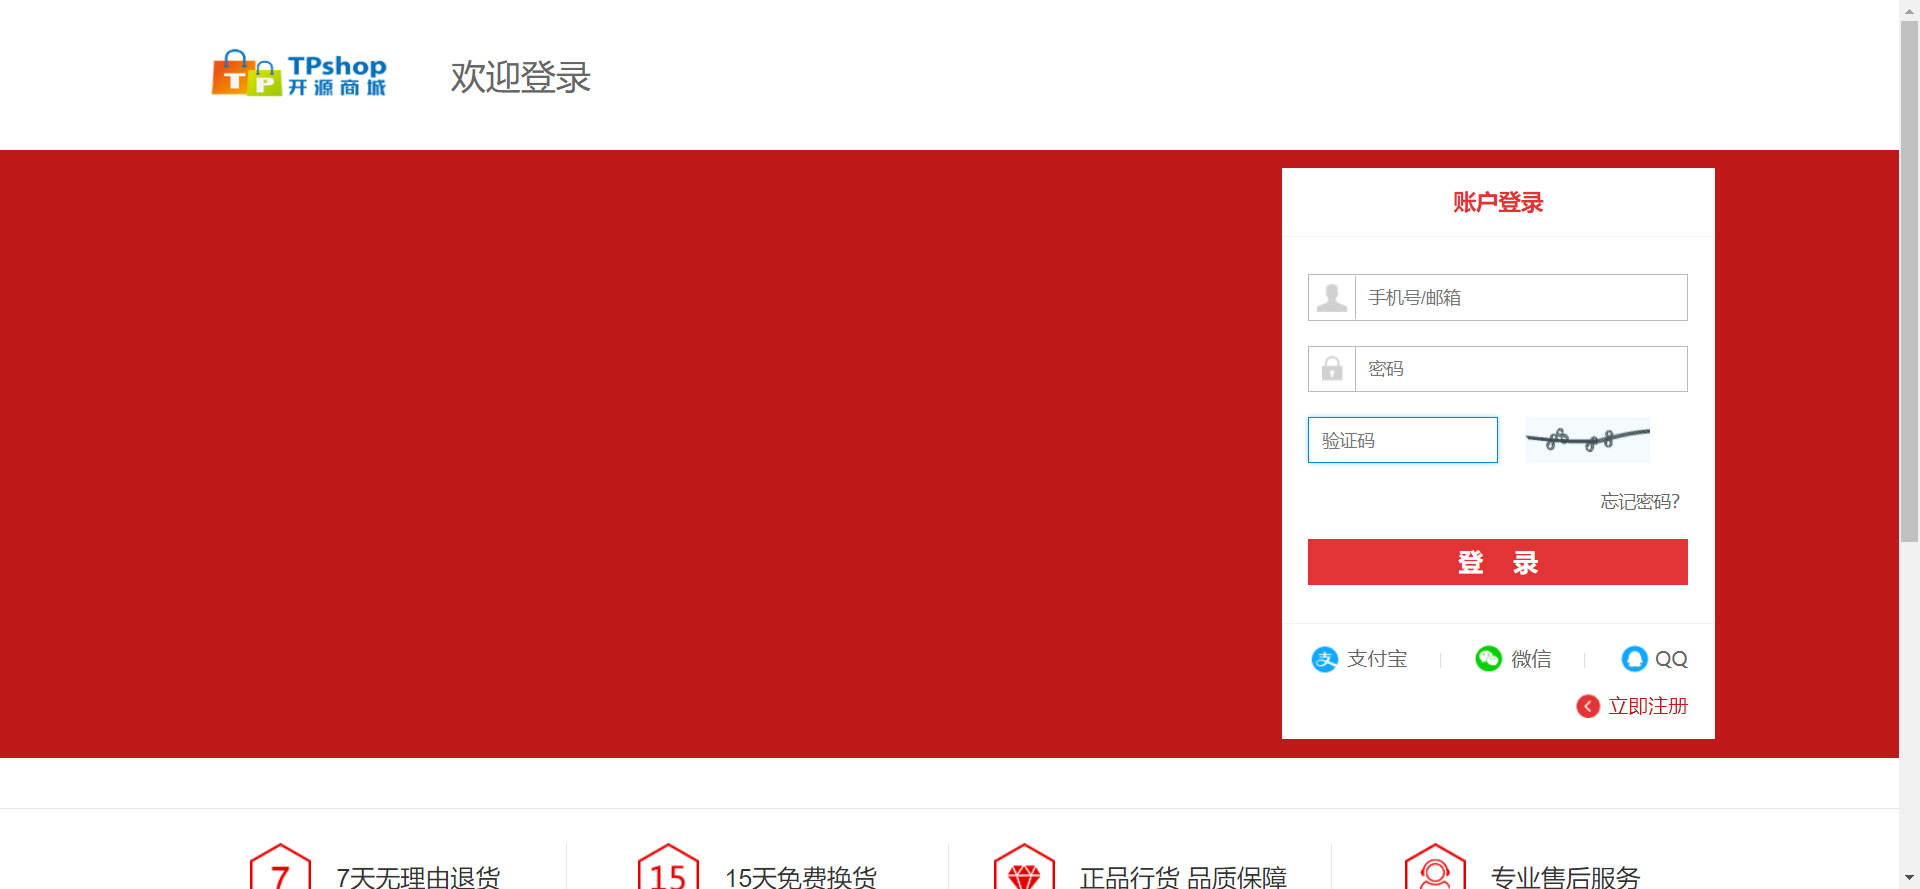 TPshop
开源商城
欢迎登录
账户登录
手机号/邮箱
密码
验证码
忘记密码?
登 录
支付宝
微信
QQ
立即注册
7
7天无理由退货
15
15天免费换货
正品行货 品质保障
专业售后服务